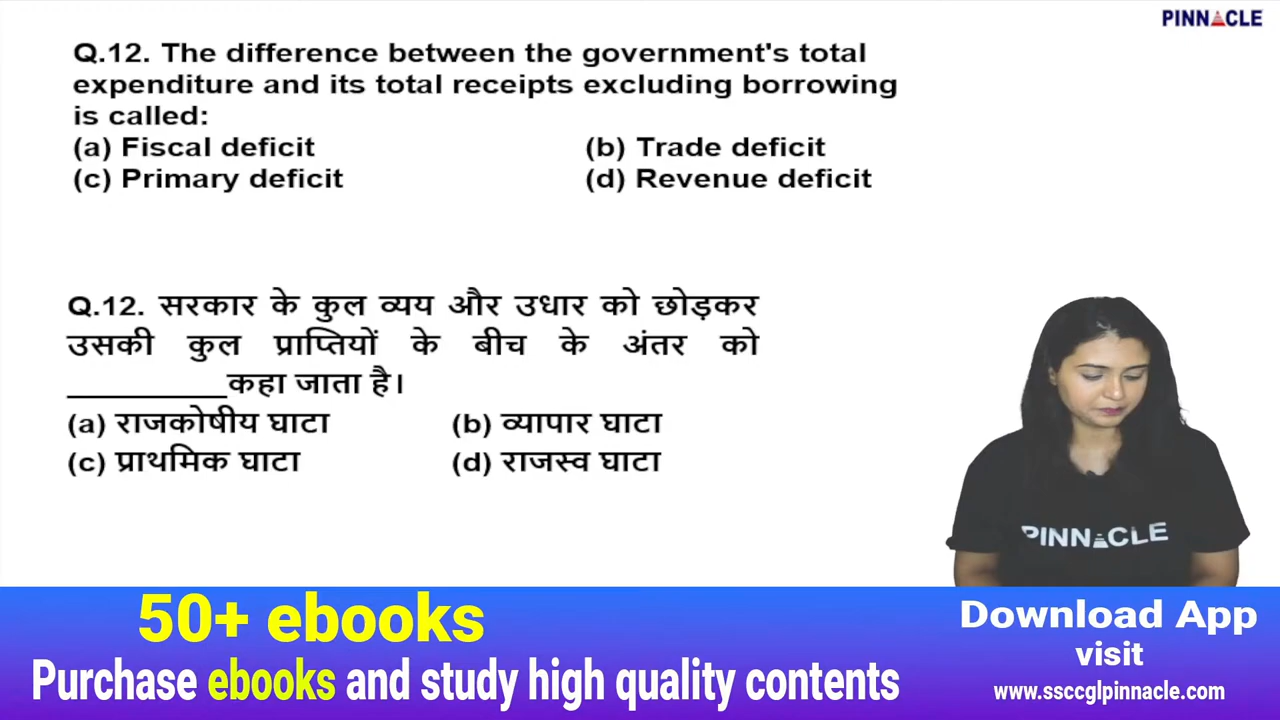 PINNACLE
Q.12. The difference between the government's total
expenditure and its total receipts excluding borrowing
is called:
(a) Fiscal deficit (b) Trade deficit
(c) Primary deficit (d) Revenue deficit
Q.12. सरकार के कुल व्यय और उधार को छोड़कर
उसकी कुल प्राप्तियों के बीच के अंतर को
__________कहा जाता है।
(a) राजकोषीय घाटा (b) व्यापार घाटा
(c) प्राथमिक घाटा (d) राजस्व घाटा
PINNACLE
50+ ebooks
Purchase ebooks and study high quality contents
Download App
visit
www.ssccglpinnacle.com